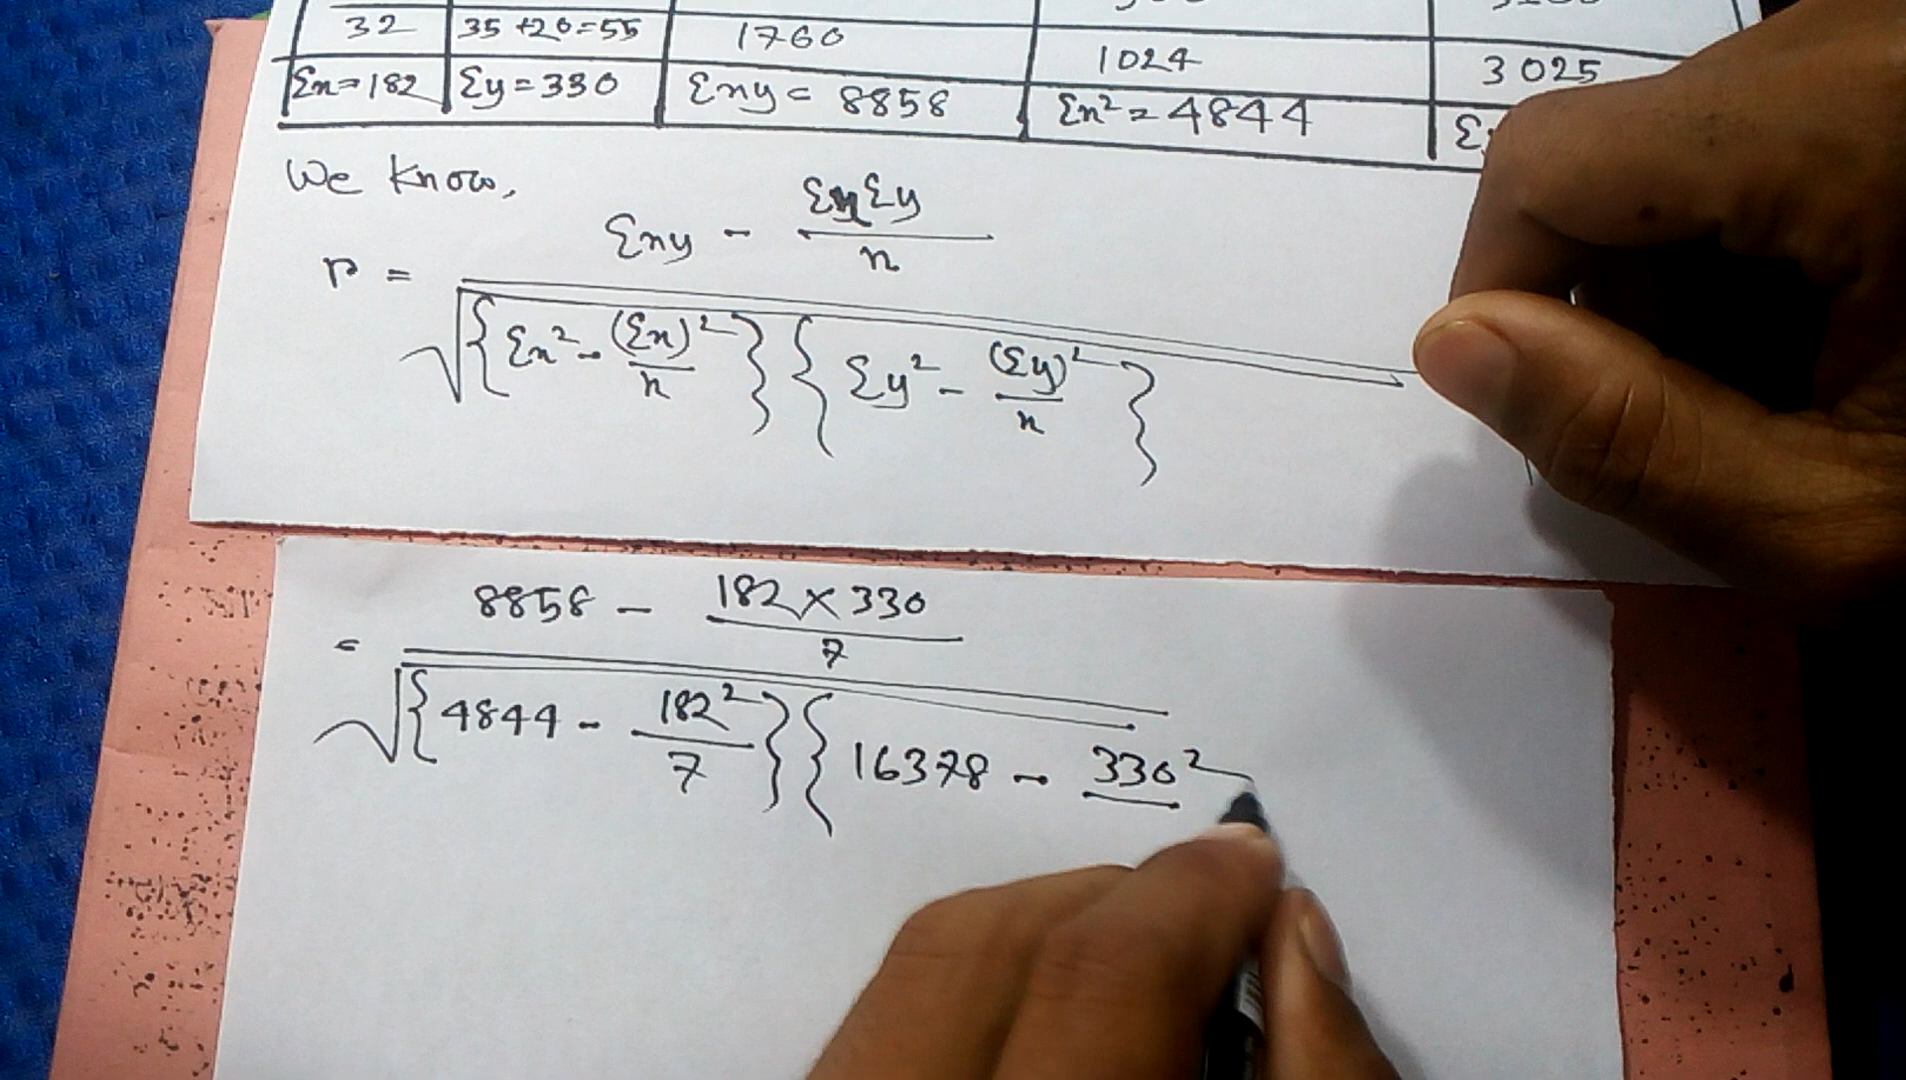 32 35+20=55 1760 1024 3025
Σx=182 Σy=330 Σxy= 8858 Σx²=4844 Σ
We know,
r = Σxy - ΣxΣy/n
√{Σx² - (Σx)²/n}{Σy² - (Σy)²/n}
= 8858 - 182×330/7
√{4844 - 182²/7}{16378 - 330²